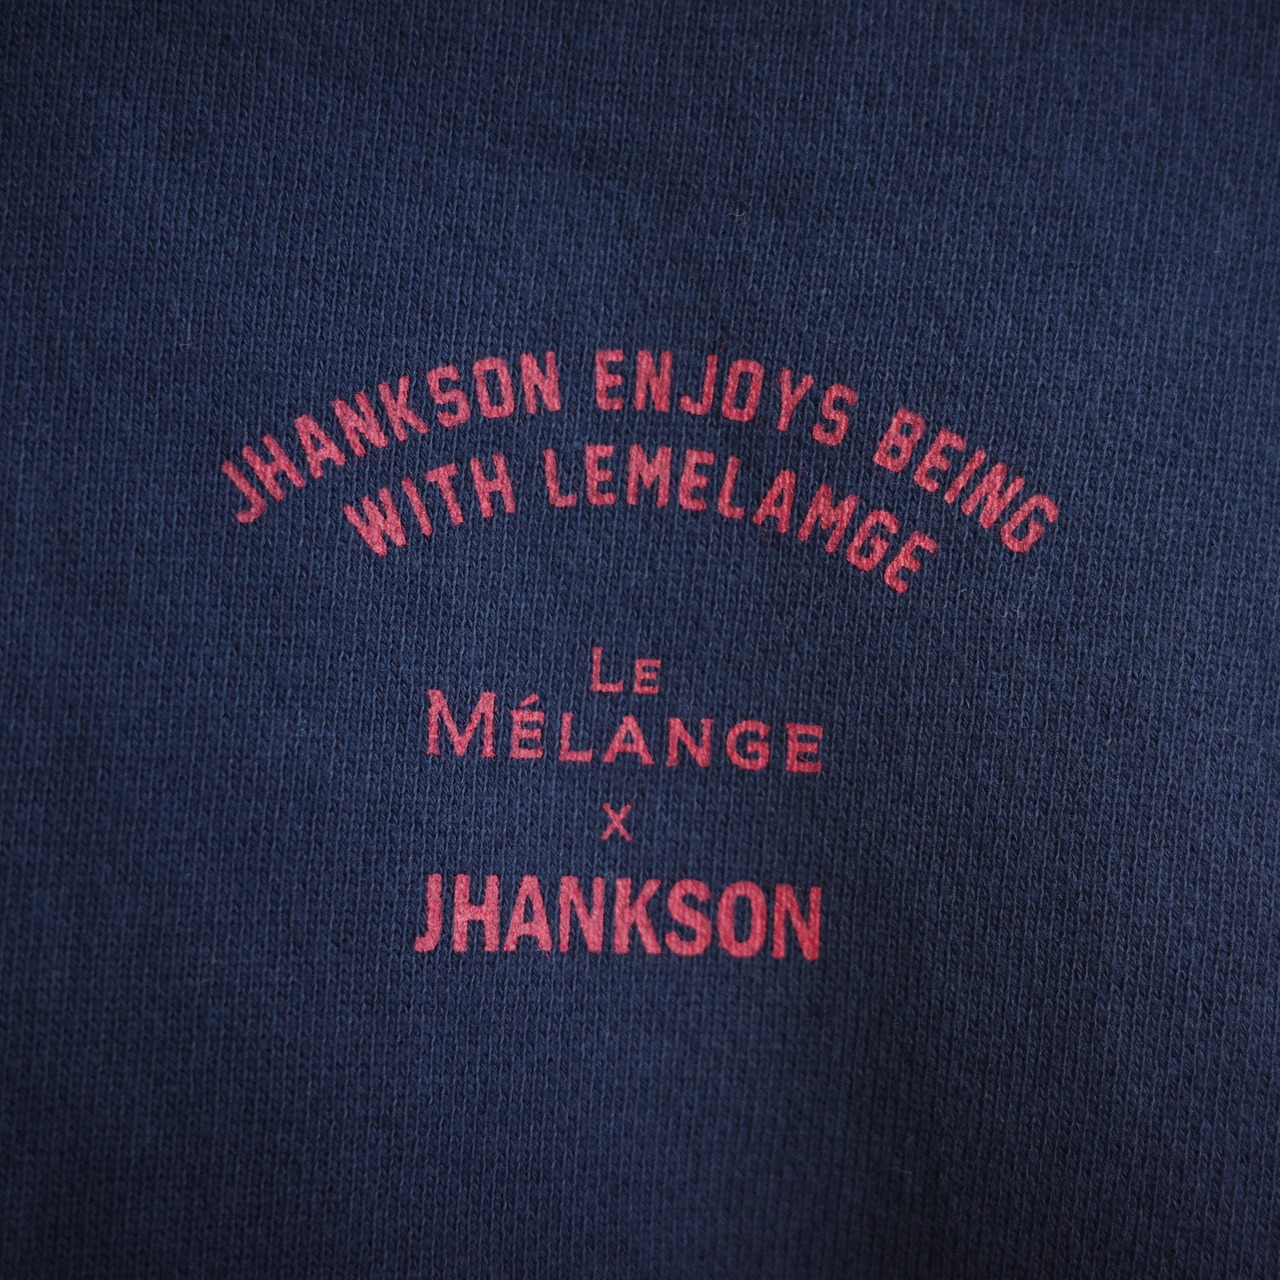 JHANKSON ENJOYS BEING
WITH LEMELAMGE
LE
MÉLANGE
X
JHANKSON